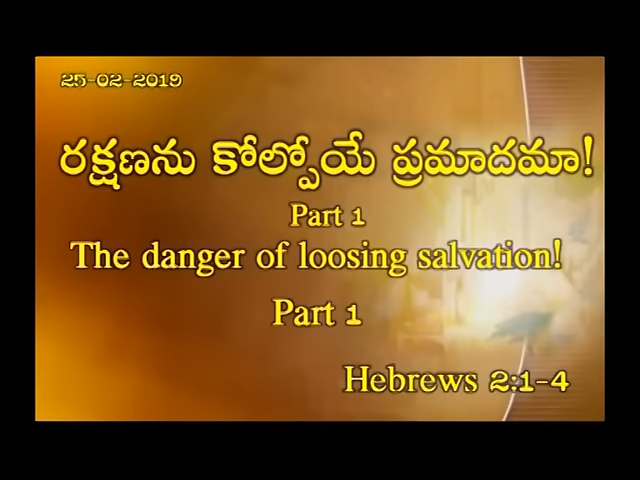 25-02-2019
రక్షణను కోల్పోయే ప్రమాదమా!
Part 1
The danger of loosing salvation!
Part 1
Hebrews 2:1-4